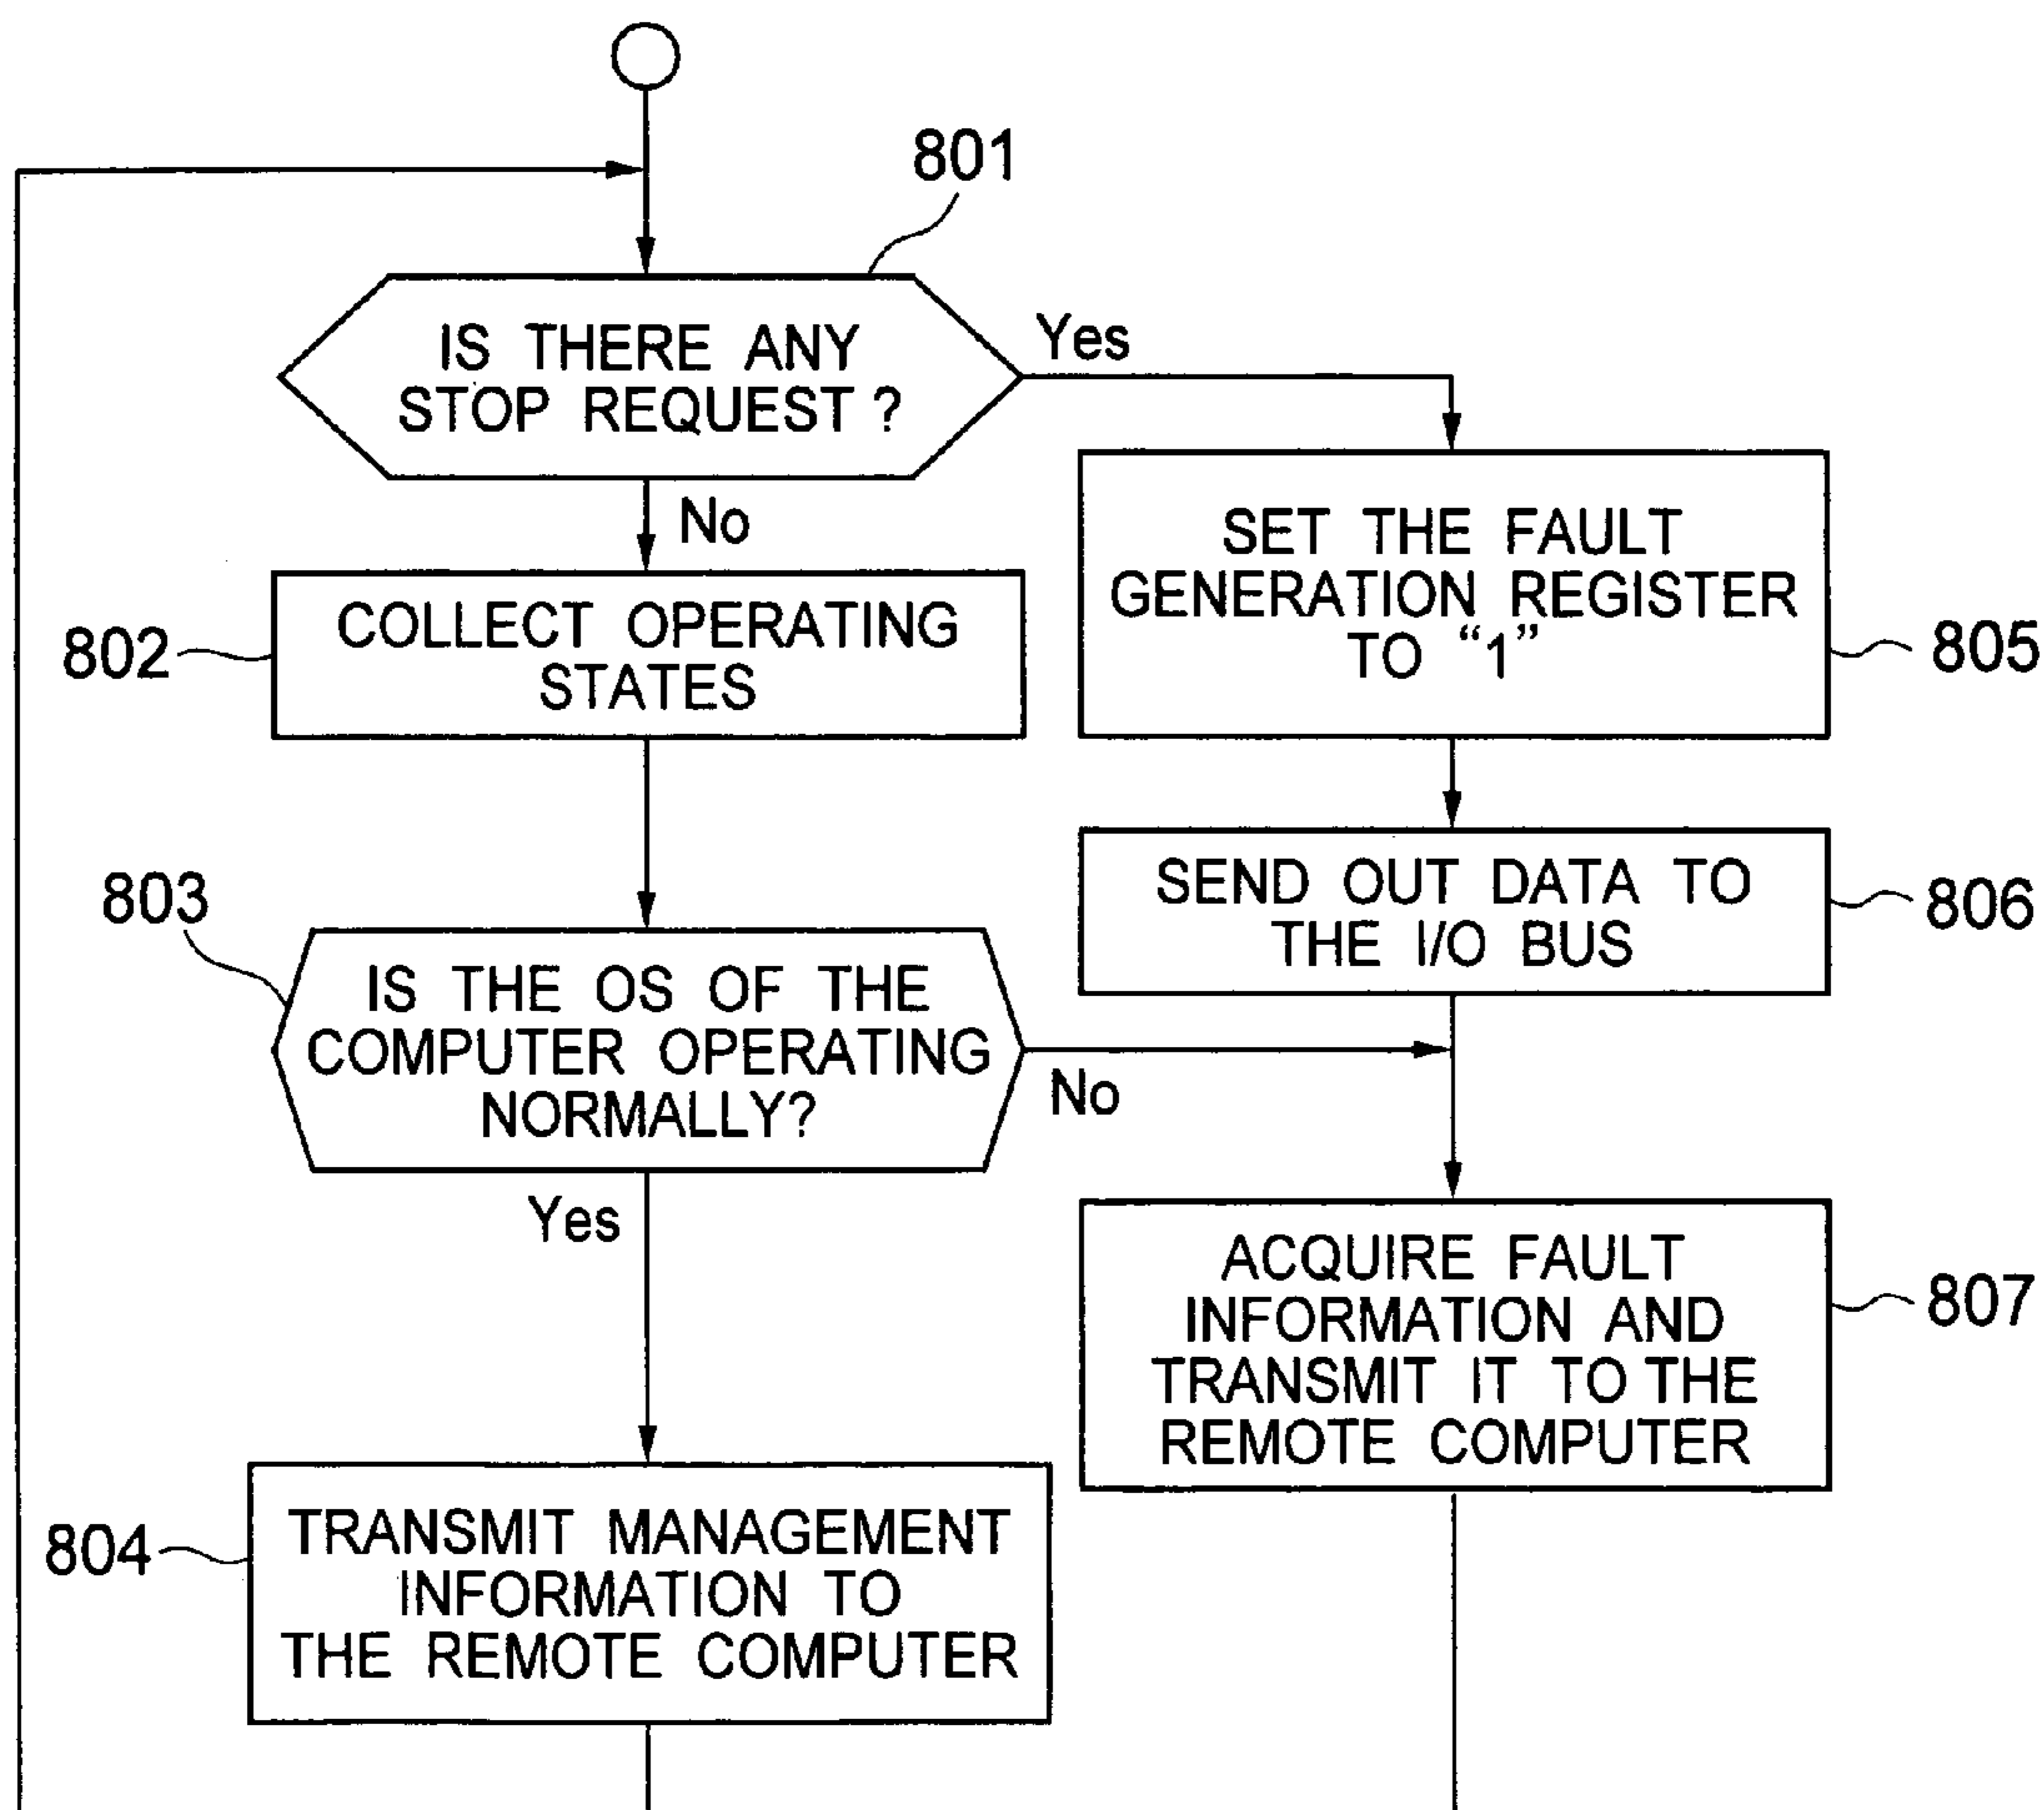 801
IS THERE ANY
STOP REQUEST ?
Yes
No
802
COLLECT OPERATING
STATES
SET THE FAULT
GENERATION REGISTER
TO “1”
805
803
IS THE OS OF THE
COMPUTER OPERATING
NORMALLY?
No
Yes
SEND OUT DATA TO
THE I/O BUS
806
ACQUIRE FAULT
INFORMATION AND
TRANSMIT IT TO THE
REMOTE COMPUTER
807
804
TRANSMIT MANAGEMENT
INFORMATION TO
THE REMOTE COMPUTER